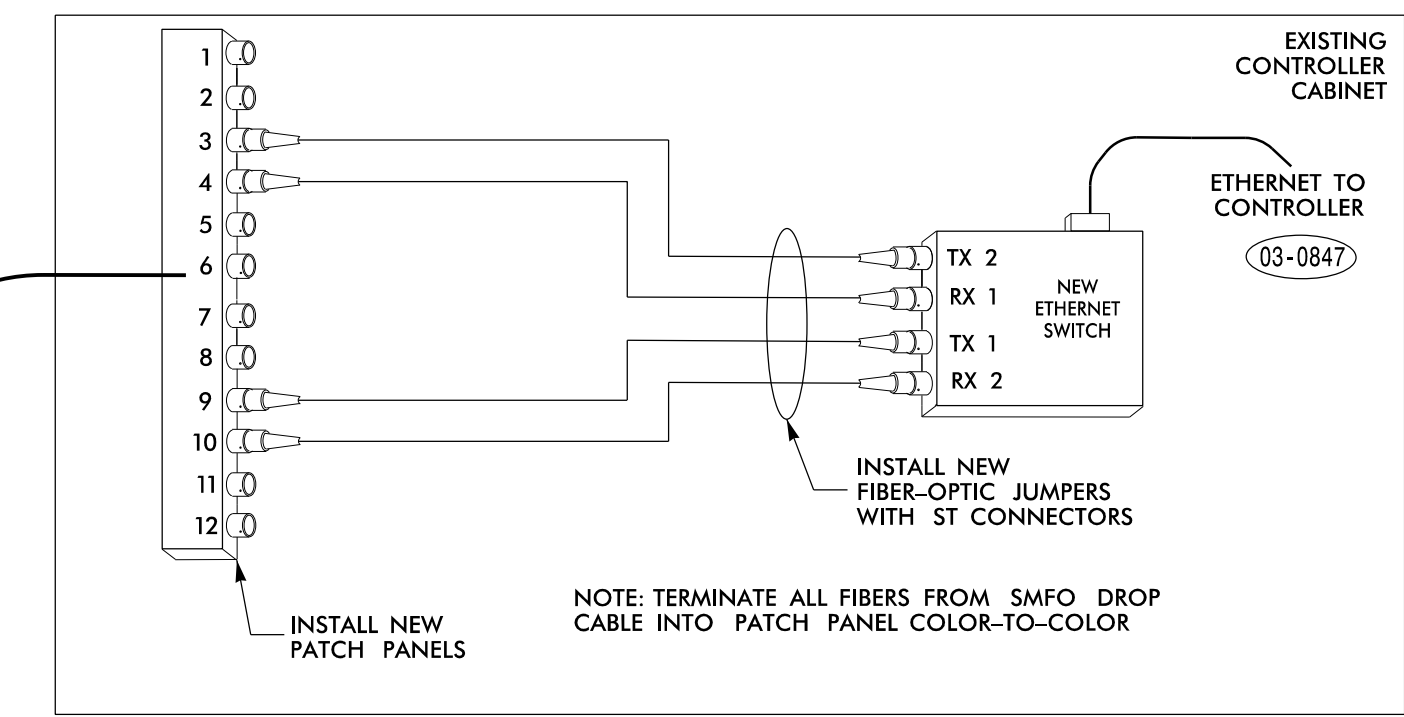 EXISTING
CONTROLLER
CABINET
1
2
3
4
5
6
7
8
9
10
11
12
ETHERNET TO
CONTROLLER
03-0847
TX 2
RX 1
TX 1
RX 2
NEW
ETHERNET
SWITCH
INSTALL NEW
FIBER–OPTIC JUMPERS
WITH ST CONNECTORS
NOTE: TERMINATE ALL FIBERS FROM SMFO DROP
CABLE INTO PATCH PANEL COLOR–TO–COLOR
INSTALL NEW
PATCH PANELS